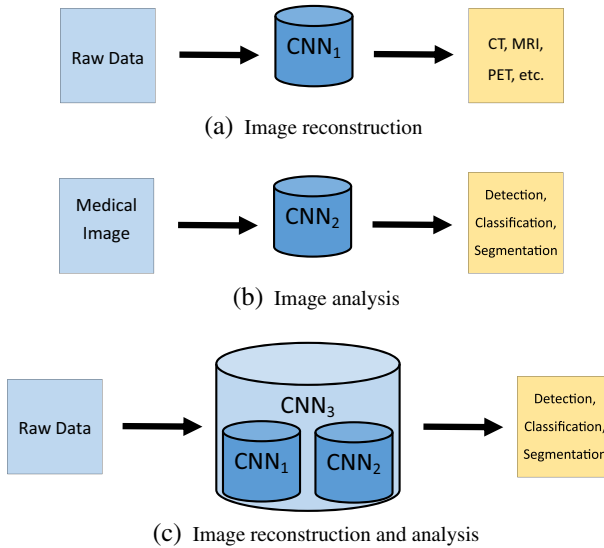 Raw Data
CNN₁
CT, MRI,
PET, etc.
(a) Image reconstruction
Medical
Image
CNN₂
Detection,
Classification,
Segmentation
(b) Image analysis
Raw Data
CNN₃
CNN₁
CNN₂
Detection,
Classification,
Segmentation
(c) Image reconstruction and analysis